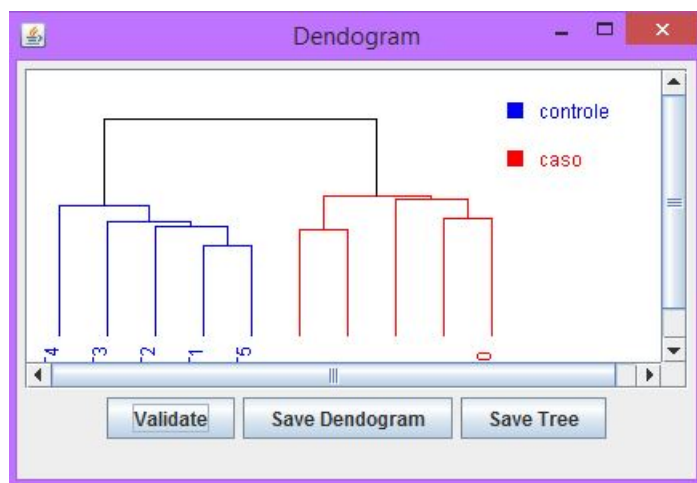 Dendogram
controle
caso
4
3
2
1
5
0
Validate
Save Dendogram
Save Tree